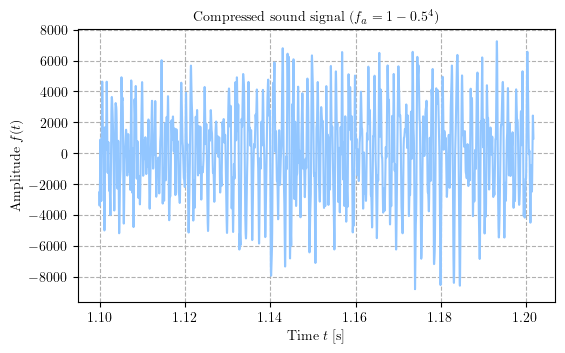 Compressed sound signal (f_a = 1 − 0.5^4)
Amplitude f(t)
8000
6000
4000
2000
0
−2000
−4000
−6000
−8000
1.10 1.12 1.14 1.16 1.18 1.20
Time t [s]